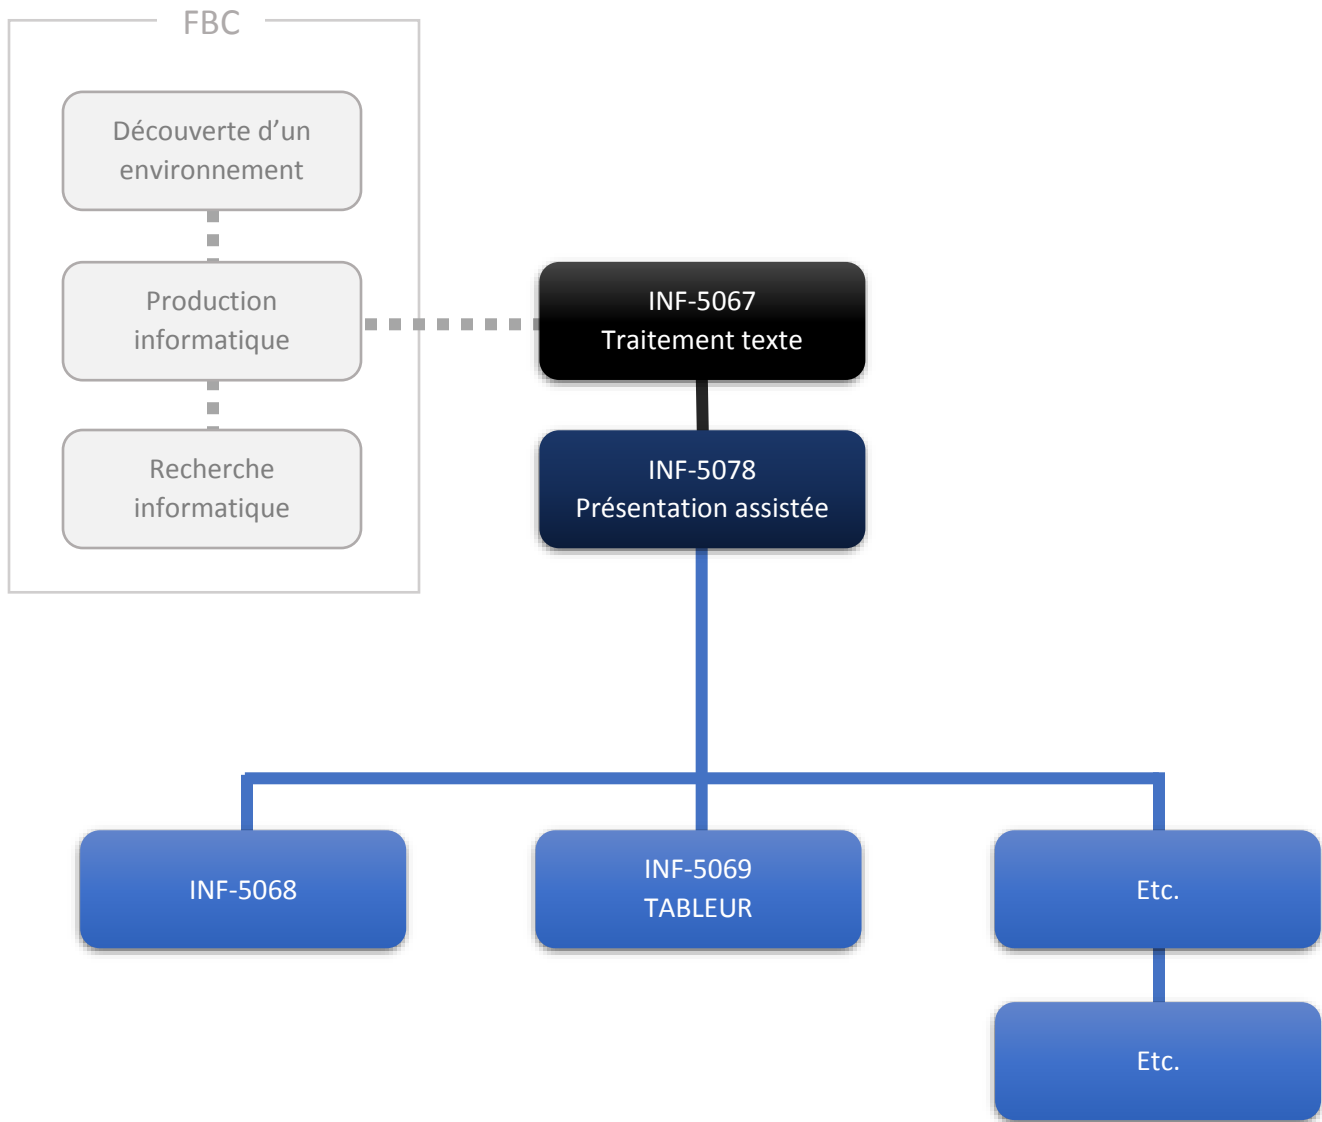 FBC
Découverte d’un
environnement
Production
informatique
Recherche
informatique
INF-5067
Traitement texte
INF-5078
Présentation assistée
INF-5068
INF-5069
TABLEUR
Etc.
Etc.